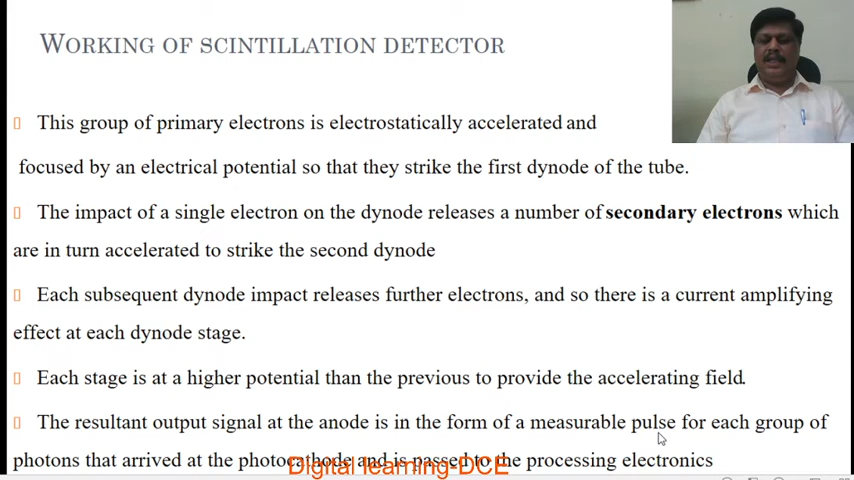 WORKING OF SCINTILLATION DETECTOR
This group of primary electrons is electrostatically accelerated and
focused by an electrical potential so that they strike the first dynode of the tube.
The impact of a single electron on the dynode releases a number of secondary electrons which
are in turn accelerated to strike the second dynode
Each subsequent dynode impact releases further electrons, and so there is a current amplifying
effect at each dynode stage.
Each stage is at a higher potential than the previous to provide the accelerating field.
The resultant output signal at the anode is in the form of a measurable pulse for each group of
photons that arrived at the photocathode and is passed to the processing electronics
Digital learning-DCE